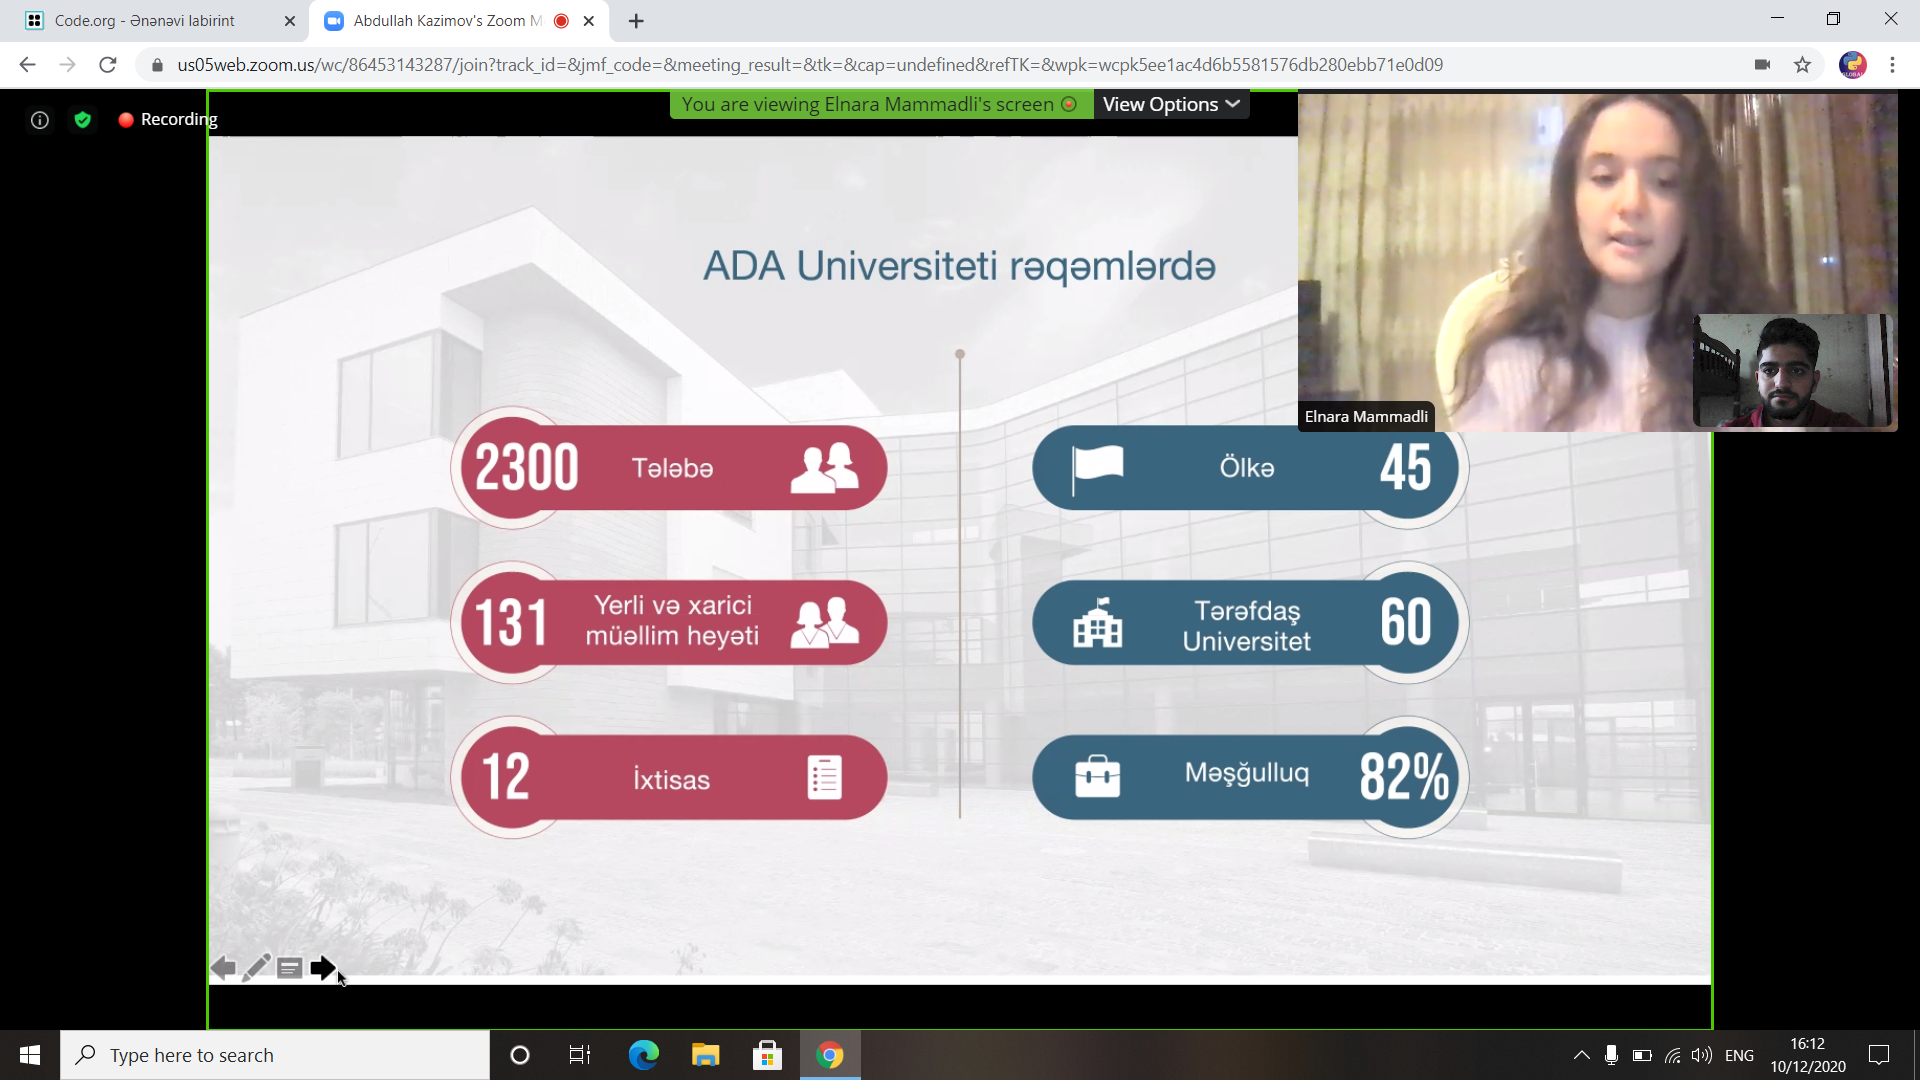 Code.org - Ənənəvi labirint
Abdullah Kazimov's Zoom M
us05web.zoom.us/wc/86453143287/join?track_id=&jmf_code=&meeting_result=&tk=&cap=undefined&refTK=&wpk=wcpk5ee1ac4d6b5581576db280ebb71e0d09
GLOBAL
Recording
You are viewing Elnara Mammadli's screen
View Options
Elnara Mammadli
ADA Universiteti rəqəmlərdə
2300 Tələbə
Ölkə 45
131 Yerli və xarici
müəllim heyəti
Tərəfdaş
Universitet 60
12 İxtisas
Məşğulluq 82%
Type here to search
ENG
16:12
10/12/2020